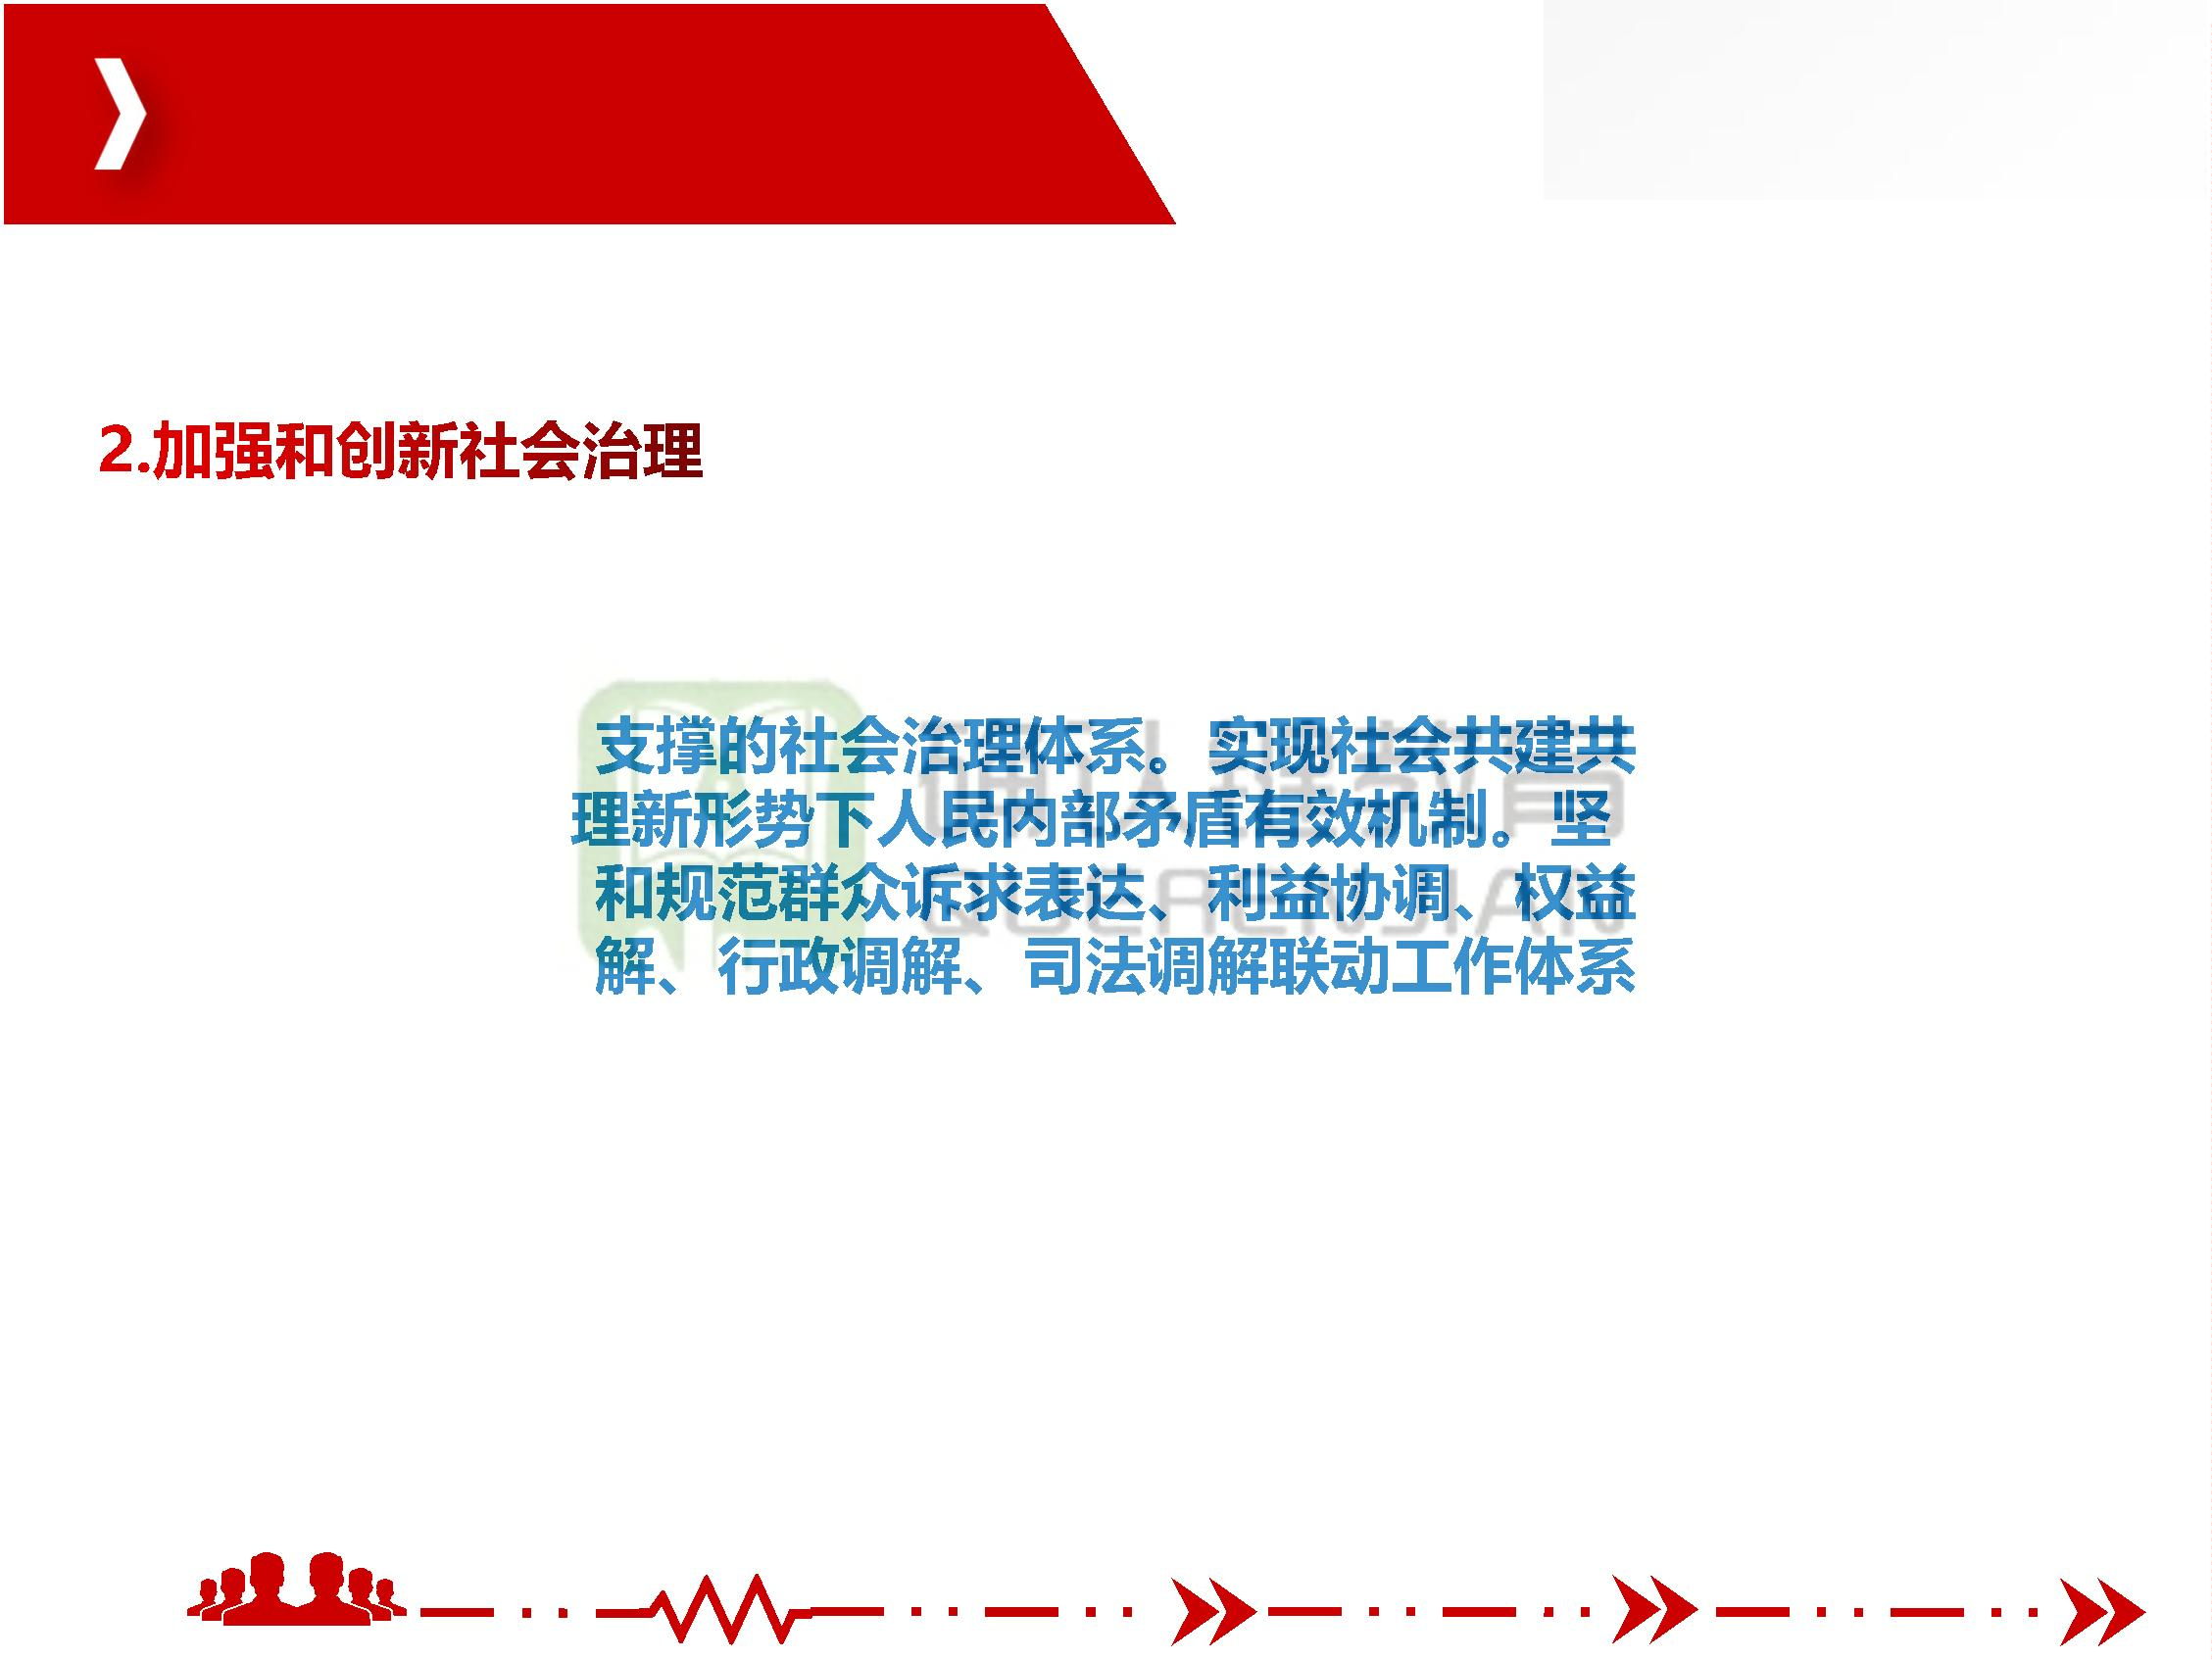 2.加强和创新社会治理
支撑的社会治理体系。实现社会共建共
理新形势下人民内部矛盾有效机制。坚
和规范群众诉求表达、利益协调、权益
解、行政调解、司法调解联动工作体系